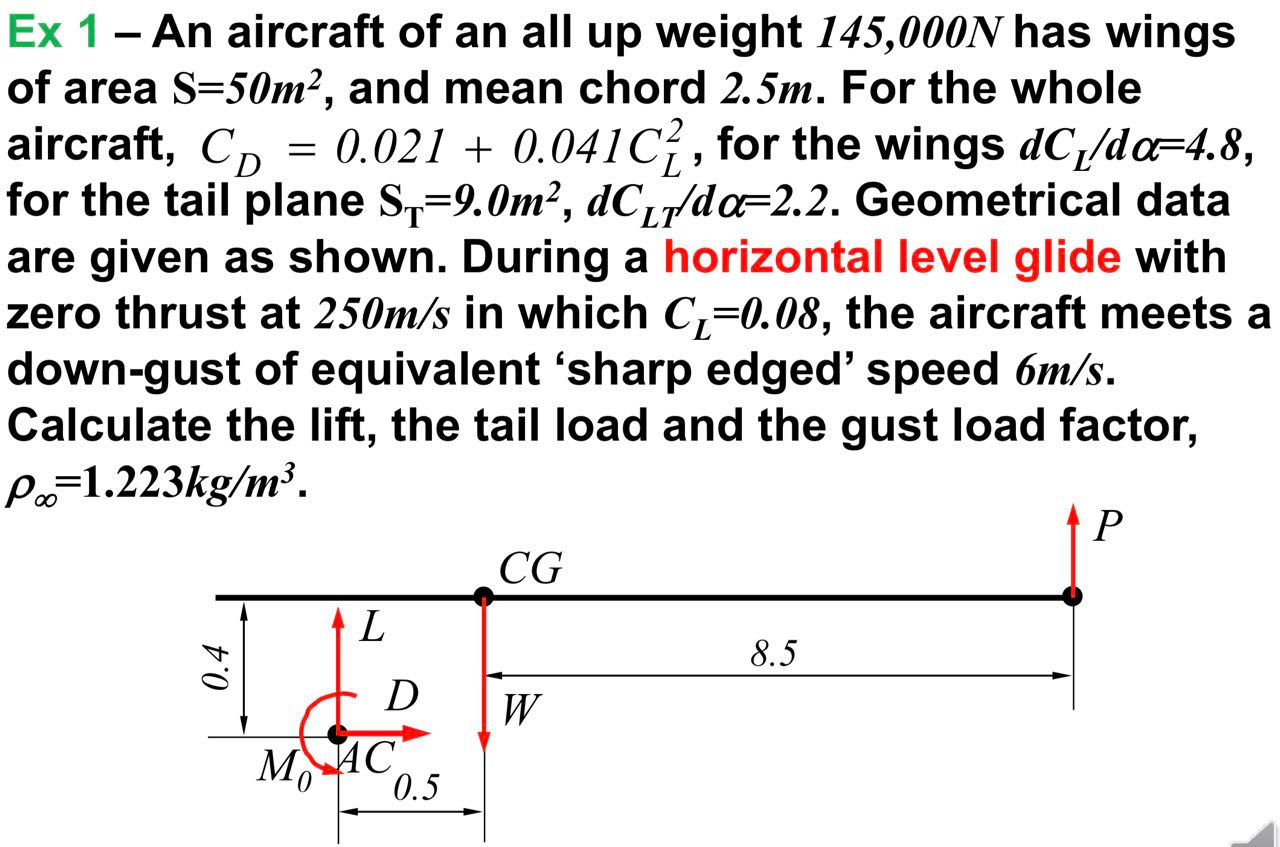 Ex 1 – An aircraft of an all up weight 145,000N has wings
of area S=50m², and mean chord 2.5m. For the whole
aircraft, C_D = 0.021 + 0.041C_L², for the wings dC_L/dα=4.8,
for the tail plane S_T=9.0m², dC_LT/dα=2.2. Geometrical data
are given as shown. During a horizontal level glide with
zero thrust at 250m/s in which C_L=0.08, the aircraft meets a
down-gust of equivalent ‘sharp edged’ speed 6m/s.
Calculate the lift, the tail load and the gust load factor,
ρ∞=1.223kg/m³.
P
CG
L
0.4
8.5
D
W
M₀
AC
0.5